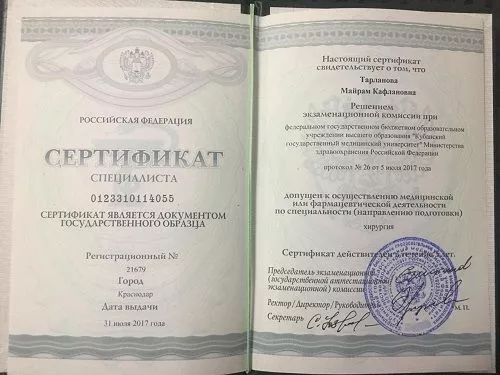 РОССИЙСКАЯ ФЕДЕРАЦИЯ
СЕРТИФИКАТ
СПЕЦИАЛИСТА
0123310114055
СЕРТИФИКАТ ЯВЛЯЕТСЯ ДОКУМЕНТОМ
ГОСУДАРСТВЕННОГО ОБРАЗЦА
Регистрационный №
21679
Город
Краснодар
Дата выдачи
31 июля 2017 года
Настоящий сертификат
свидетельствует о том, что
Тарланова
Майрам Кафлановна
Решением
экзаменационной комиссии при
федеральном государственном бюджетном образовательном
учреждении высшего образования "Кубанский
государственный медицинский университет" Министерства
здравоохранения Российской Федерации
протокол № 26 от 5 июля 2017 года
допущен к осуществлению медицинской
или фармацевтической деятельности
по специальности (направлению подготовки)
хирургия
Сертификат действителен в течение 5 лет.
Председатель экзаменационной
(государственной аттестационной
экзаменационной) комиссии
Ректор/Директор/Руководитель
М. П.
Секретарь